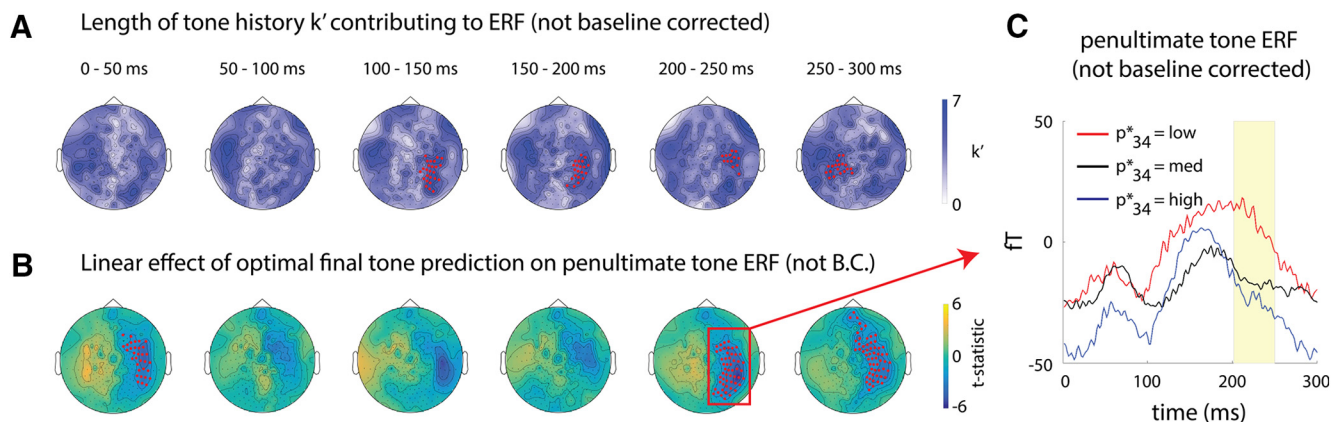 A
Length of tone history k′ contributing to ERF (not baseline corrected)
0 - 50 ms
50 - 100 ms
100 - 150 ms
150 - 200 ms
200 - 250 ms
250 - 300 ms
7
k′
0
B
Linear effect of optimal final tone prediction on penultimate tone ERF (not B.C.)
6
0
-6
t-statistic
C
penultimate tone ERF
(not baseline corrected)
50
0
-50
fT
p*34 = low
p*34 = med
p*34 = high
0
100
200
300
time (ms)